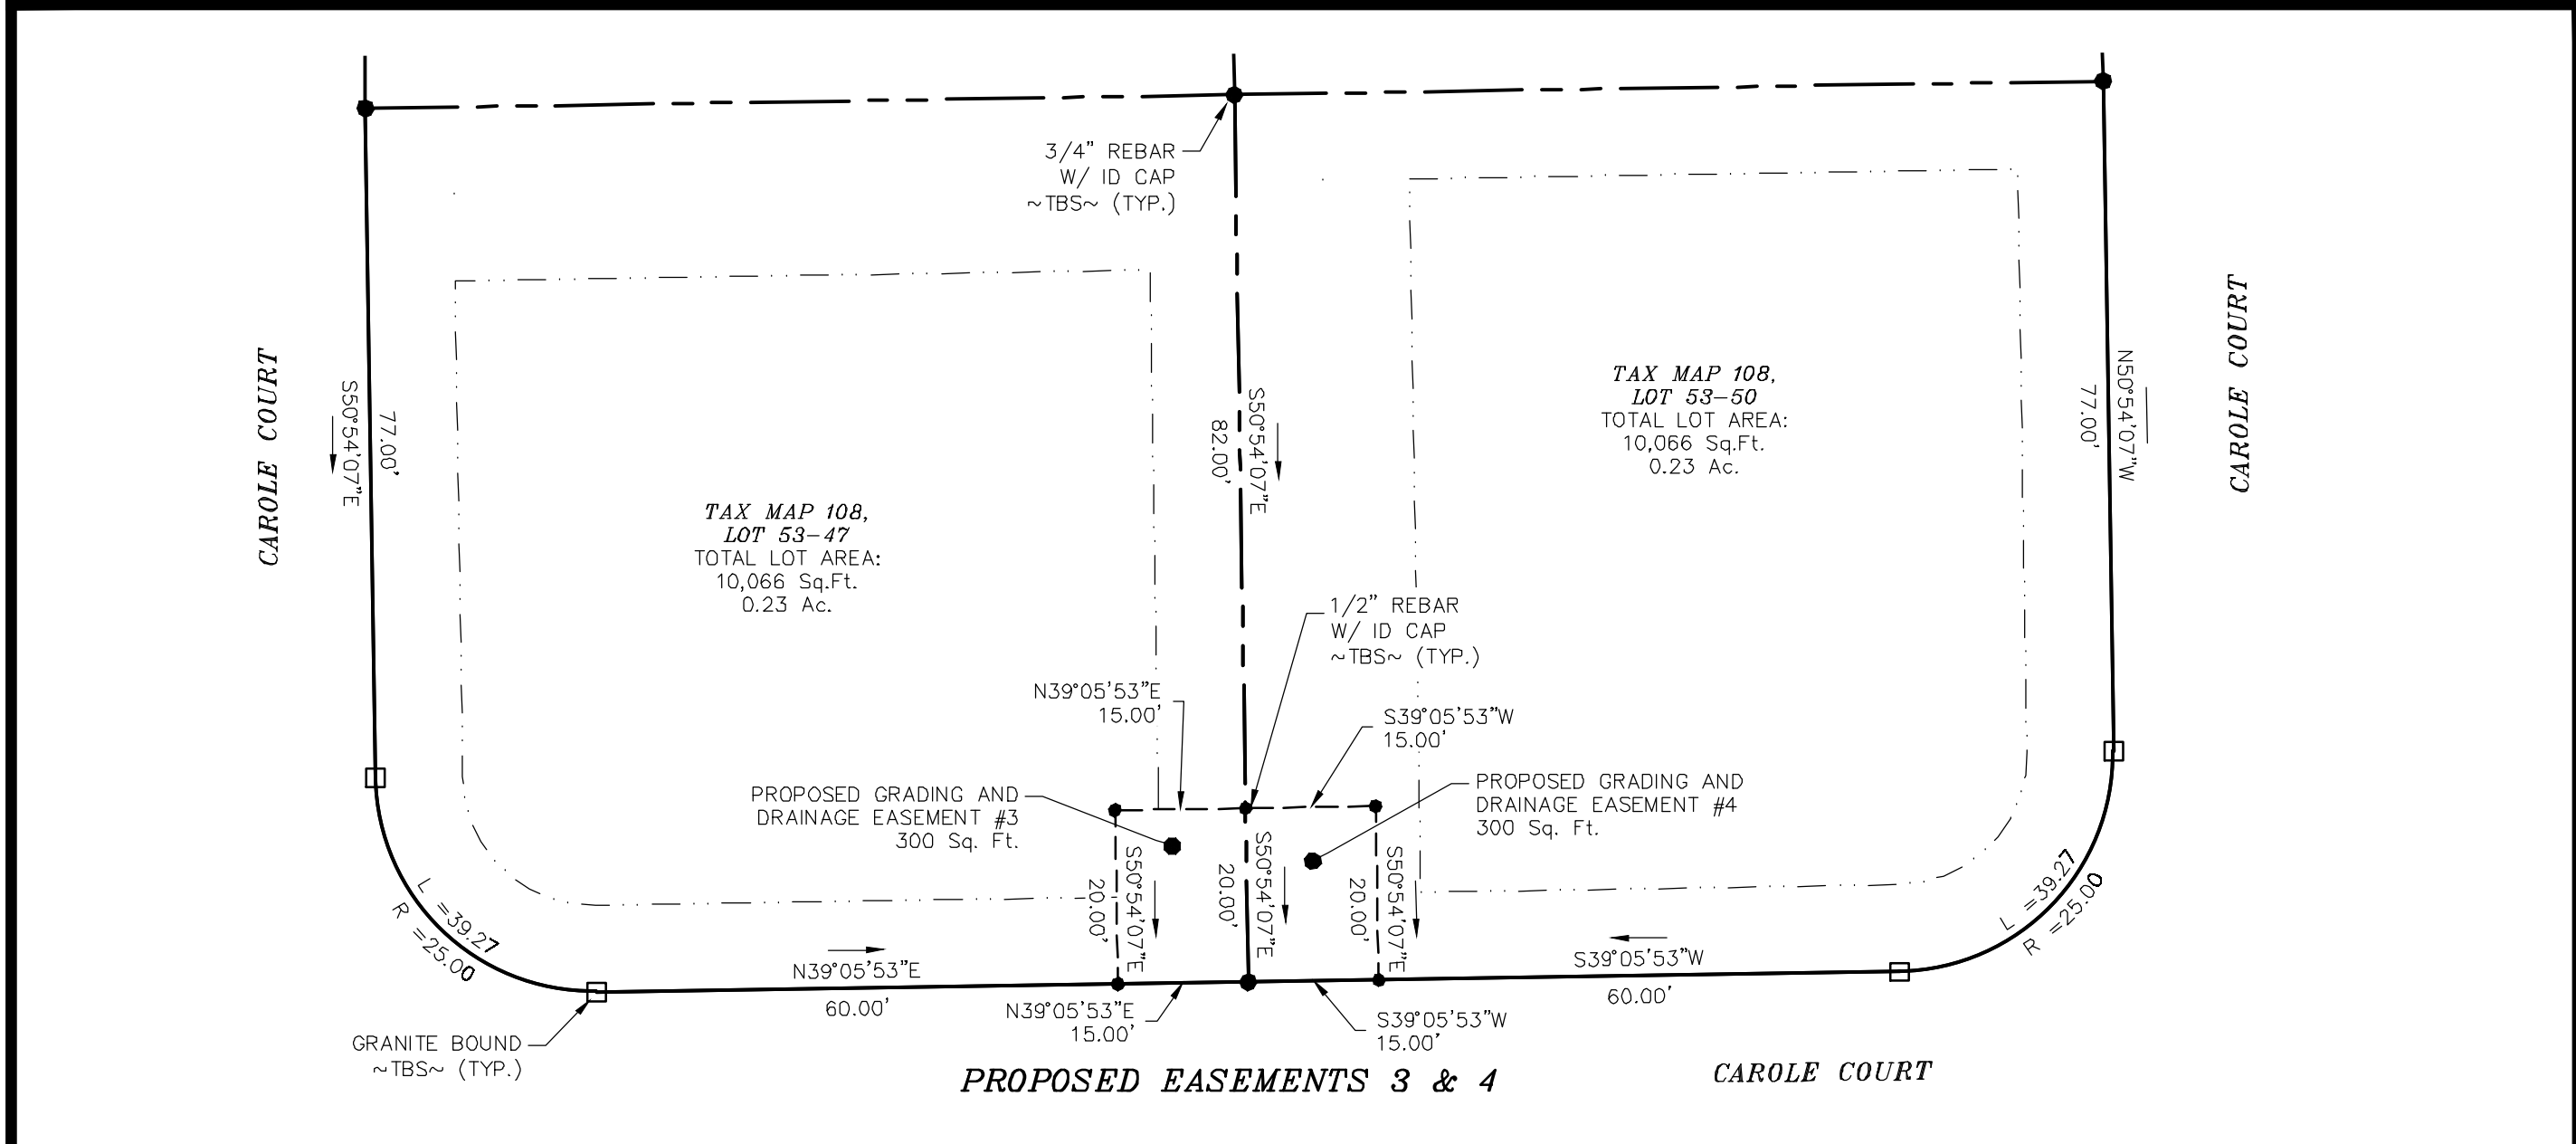 3/4" REBAR
W/ ID CAP
~TBS~ (TYP.)
CAROLE COURT
S50°54'07"E
77.00'
TAX MAP 108,
LOT 53-47
TOTAL LOT AREA:
10,066 Sq.Ft.
0.23 Ac.
S50°54'07"E
82.00'
TAX MAP 108,
LOT 53-50
TOTAL LOT AREA:
10,066 Sq.Ft.
0.23 Ac.
N50°54'07"W
77.00'
CAROLE COURT
1/2" REBAR
W/ ID CAP
~TBS~ (TYP.)
N39°05'53"E
15.00'
S39°05'53"W
15.00'
PROPOSED GRADING AND
DRAINAGE EASEMENT #3
300 Sq. Ft.
PROPOSED GRADING AND
DRAINAGE EASEMENT #4
300 Sq. Ft.
S50°54'07"E
20.00'
S50°54'07"E
20.00'
S50°54'07"E
20.00'
L =39.27
R =25.00
L =39.27
R =25.00
N39°05'53"E
60.00'
S39°05'53"W
60.00'
N39°05'53"E
15.00'
S39°05'53"W
15.00'
GRANITE BOUND
~TBS~ (TYP.)
PROPOSED EASEMENTS 3 & 4
CAROLE COURT